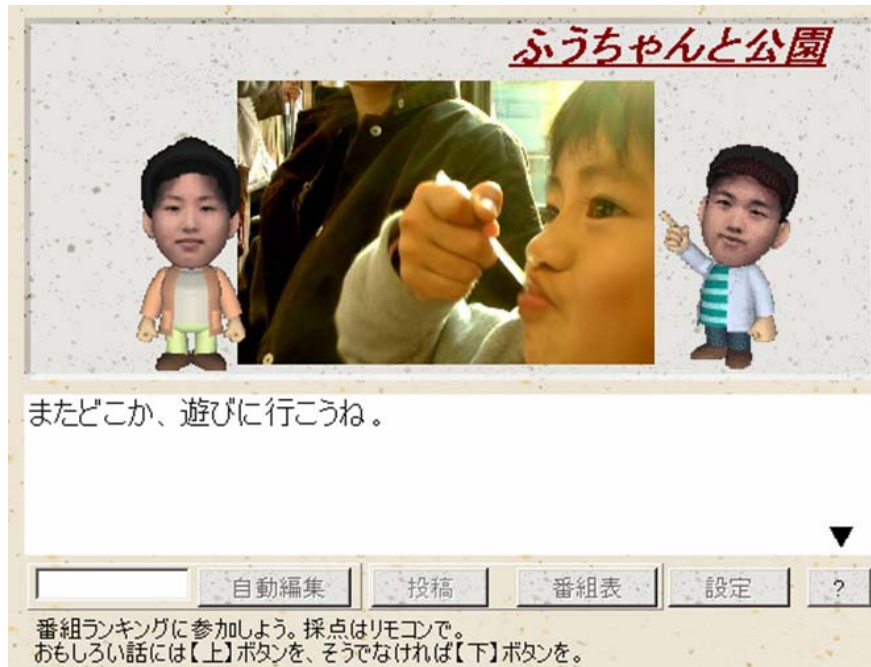 ふうちゃんと公園
またどこか、遊びに行こうね。
▼
自動編集 投稿 番組表 設定 ?
番組ランキングに参加しよう。採点はリモコンで。
おもしろい話には【上】ボタンを、そうでなければ【下】ボタンを。